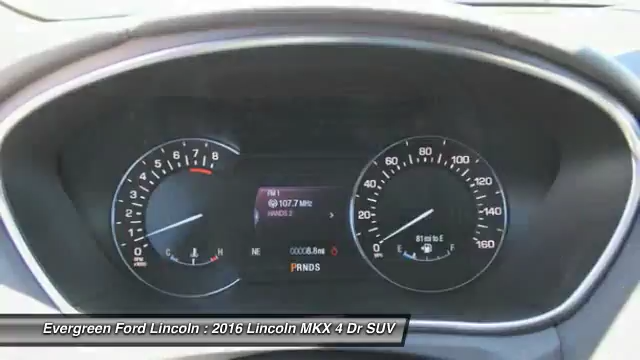 0 1 2 3 4 5 6 7 8
C H
FM 1
107.7 MHz
HANDS 2
NE 00008.8mi
PRNDS
0 20 40 60 80 100 120 140 160
81 mi to E
E F
Evergreen Ford Lincoln : 2016 Lincoln MKX 4 Dr SUV